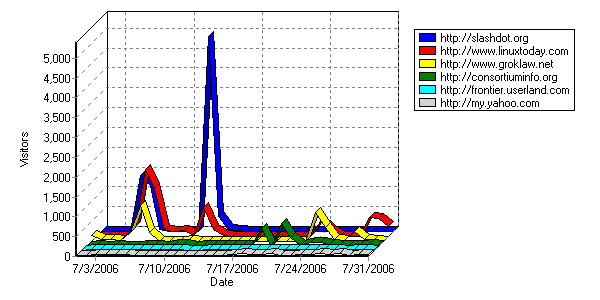 5,000
4,500
4,000
3,500
3,000
2,500
2,000
1,500
1,000
500
0
Visitors
7/3/2006
7/10/2006
7/17/2006
7/24/2006
7/31/2006
Date
http://slashdot.org
http://www.linuxtoday.com
http://www.groklaw.net
http://consortiuminfo.org
http://frontier.userland.com
http://my.yahoo.com